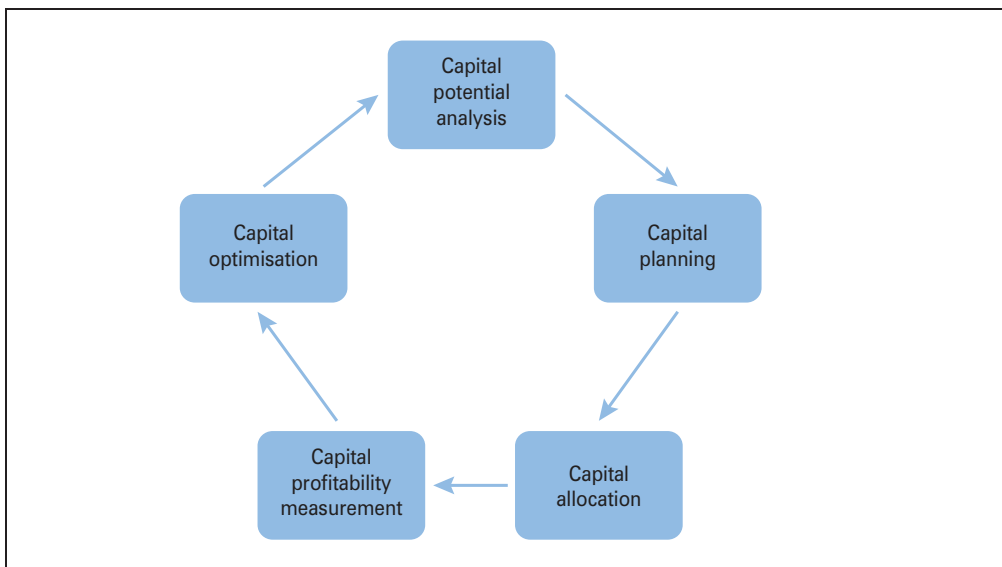 Capital
potential
analysis
Capital
planning
Capital
allocation
Capital
profitability
measurement
Capital
optimisation